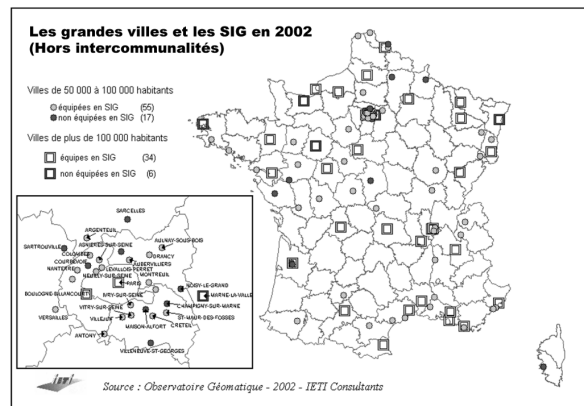 Les grandes villes et les SIG en 2002
(Hors intercommunalités)
Villes de 50 000 à 100 000 habitants
équipées en SIG (55)
non équipées en SIG (17)
Villes de plus de 100 000 habitants
équipes en SIG (34)
non équipées en SIG (6)
SARCELLES
ARGENTEUIL
SARTROUVILLE
ASNIERES-SUR-SEINE
AULNAY-SOUS-BOIS
COLOMBES
DRANCY
COURBEVOIE
AUBERVILLIERS
NANTERRE
LEVALLOIS-PERRET
NEUILLY-SUR-SEINE
MONTREUIL
NOISY-LE-GRAND
PARIS
BOULOGNE-BILLANCOURT
IVRY-SUR-SEINE
MARNE-LA-VALLE
VITRY-SUR-SEINE
CHAMPIGNY-SUR-MARNE
VERSAILLES
VILLEJUIF
ST-MAUR-DES-FOSSES
MAISON-ALFORT
CRETEIL
ANTONY
VILLENEUVE-ST-GEORGES
IETI
Source : Observatoire Géomatique - 2002 - IETI Consultants